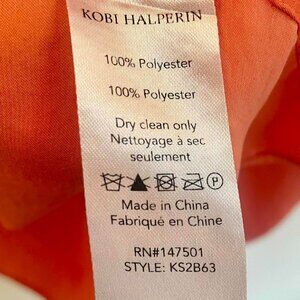 KOBI HALPERIN
100% Polyester
100% Polyester
Dry clean only
Nettoyage à sec
seulement
P
Made in China
Fabriqué en Chine
RN#147501
STYLE: KS2B63